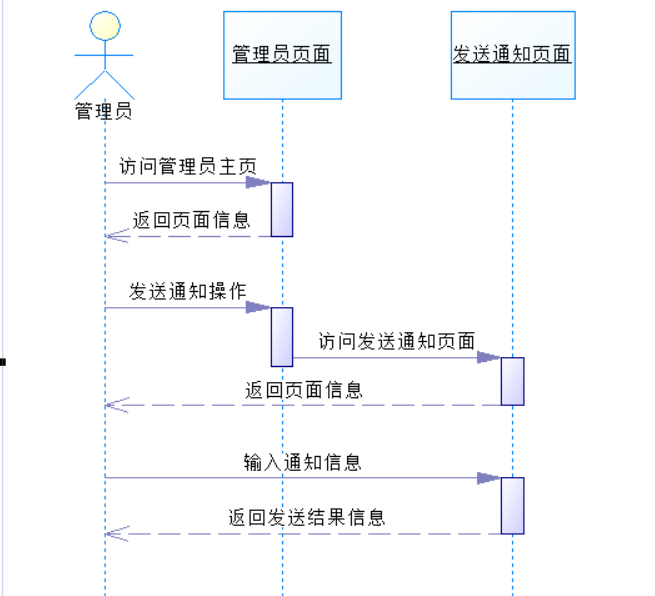 管理员页面
发送通知页面
管理员
访问管理员主页
返回页面信息
发送通知操作
访问发送通知页面
返回页面信息
输入通知信息
返回发送结果信息